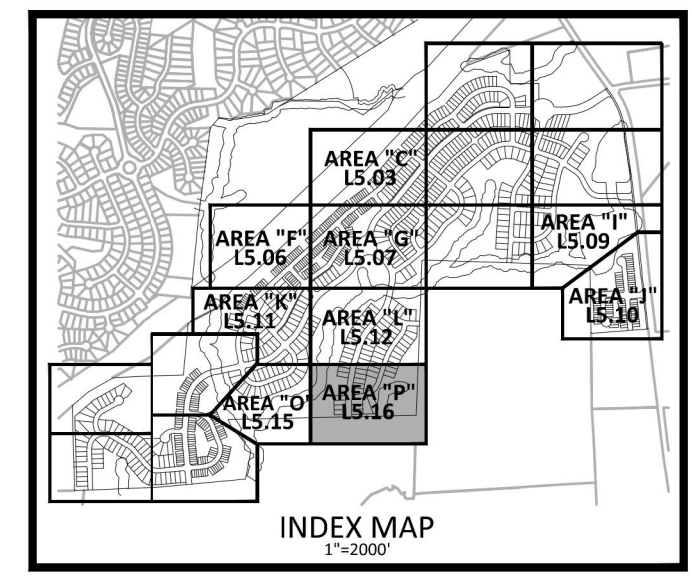 AREA "C"
L5.03
AREA "F"
L5.06
AREA "G"
L5.07
AREA "I"
L5.09
AREA "J"
L5.10
AREA "K"
L5.11
AREA "L"
L5.12
AREA "O"
L5.15
AREA "P"
L5.16
INDEX MAP
1"=2000'